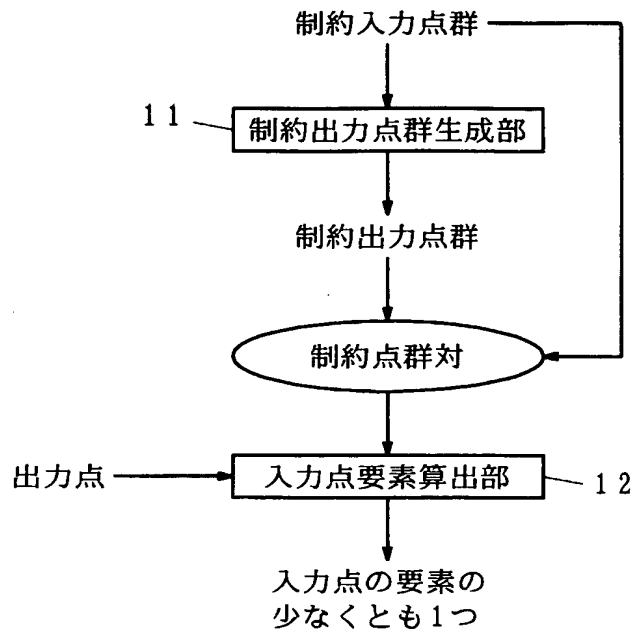 制約入力点群
11
制約出力点群生成部
制約出力点群
制約点群対
出力点
入力点要素算出部
12
入力点の要素の
少なくとも1つ